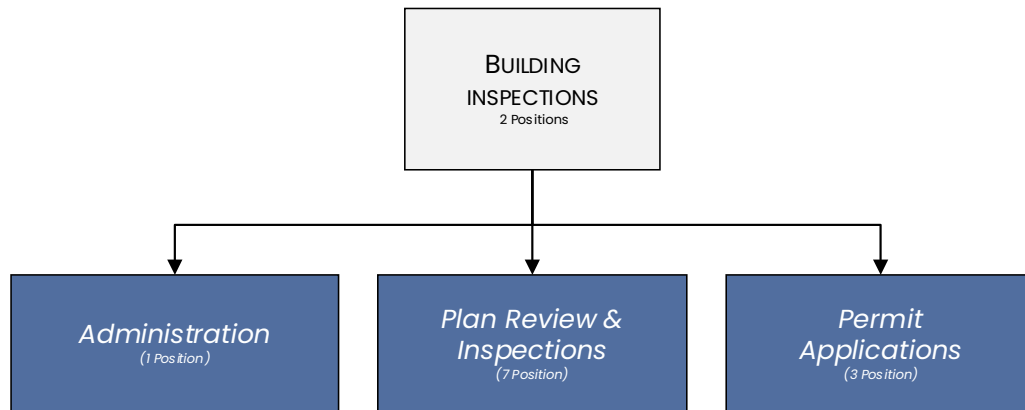 BUILDING
INSPECTIONS
2 Positions
Administration
(1 Position)
Plan Review &
Inspections
(7 Position)
Permit
Applications
(3 Position)